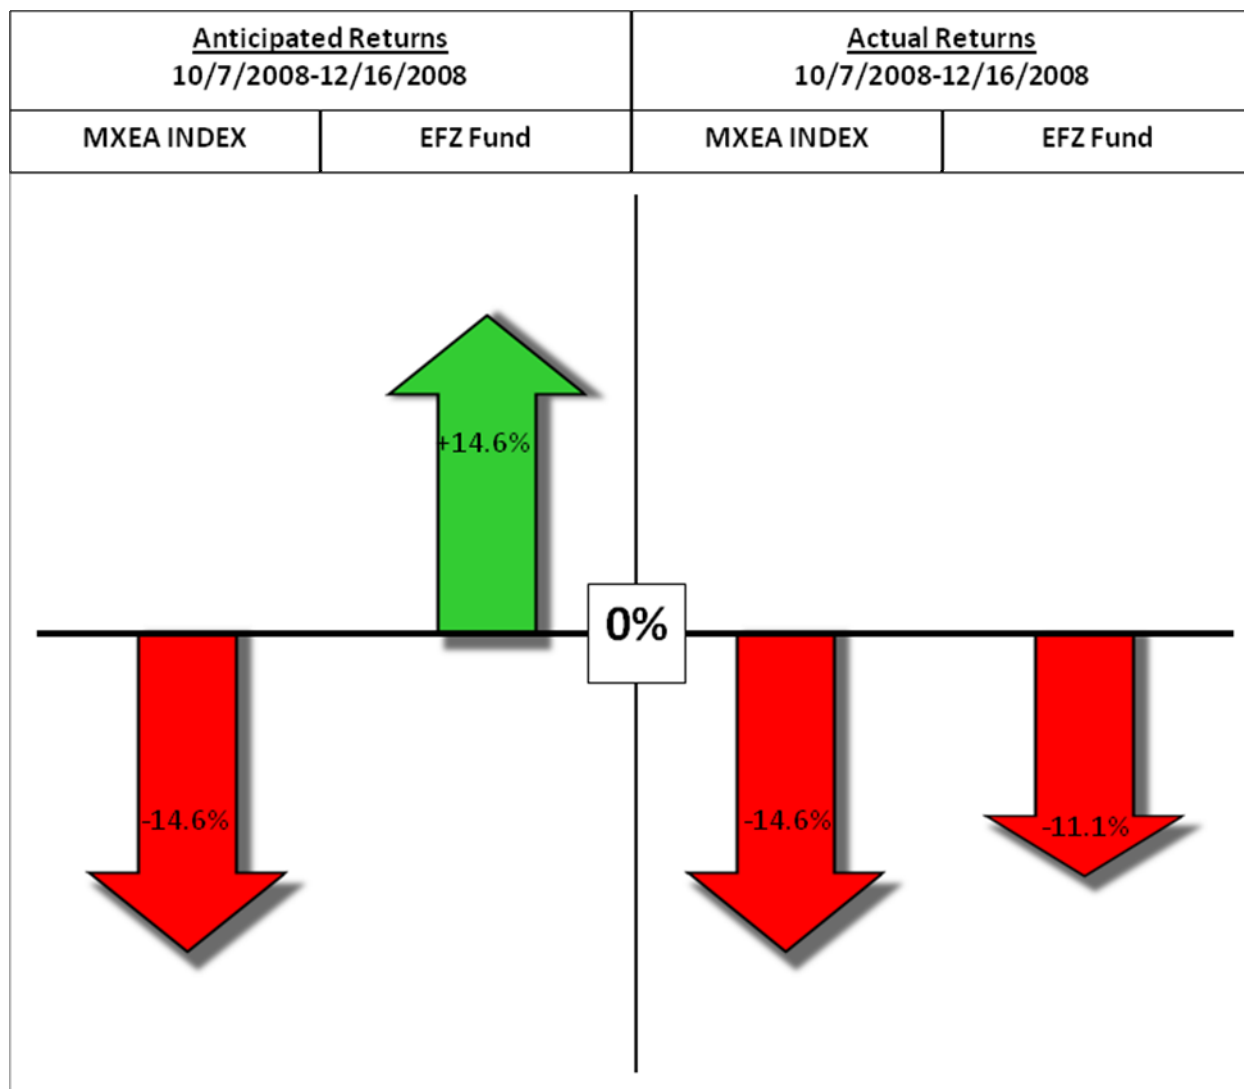 Anticipated Returns
10/7/2008-12/16/2008
Actual Returns
10/7/2008-12/16/2008
MXEA INDEX
EFZ Fund
MXEA INDEX
EFZ Fund
+14.6%
0%
-14.6%
-14.6%
-11.1%